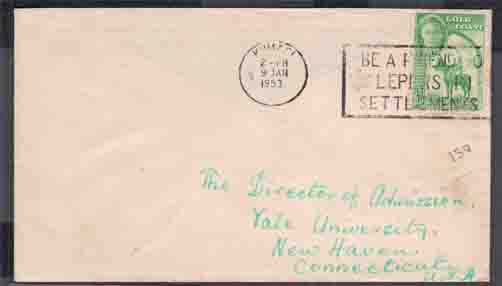 GOLD
COAST
2 - PM
9 JAN
1953
BE A FRIEND TO
LEPERS IN
SETTLEMENTS
159
The Director of Admission,
Yale University,
New Haven.
Connecticut,
U.S.A.